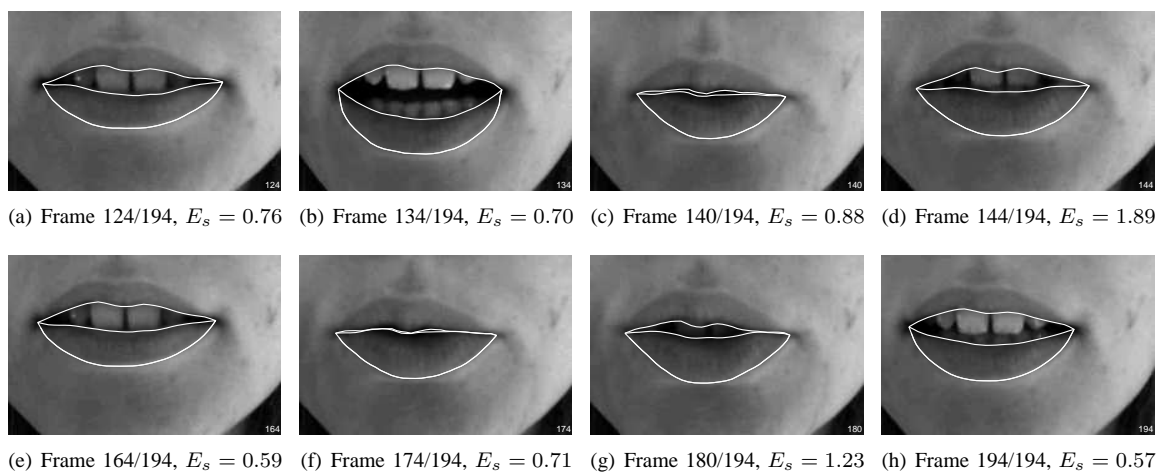 124
134
140
144
(a) Frame 124/194, E_s = 0.76
(b) Frame 134/194, E_s = 0.70
(c) Frame 140/194, E_s = 0.88
(d) Frame 144/194, E_s = 1.89
164
174
180
194
(e) Frame 164/194, E_s = 0.59
(f) Frame 174/194, E_s = 0.71
(g) Frame 180/194, E_s = 1.23
(h) Frame 194/194, E_s = 0.57